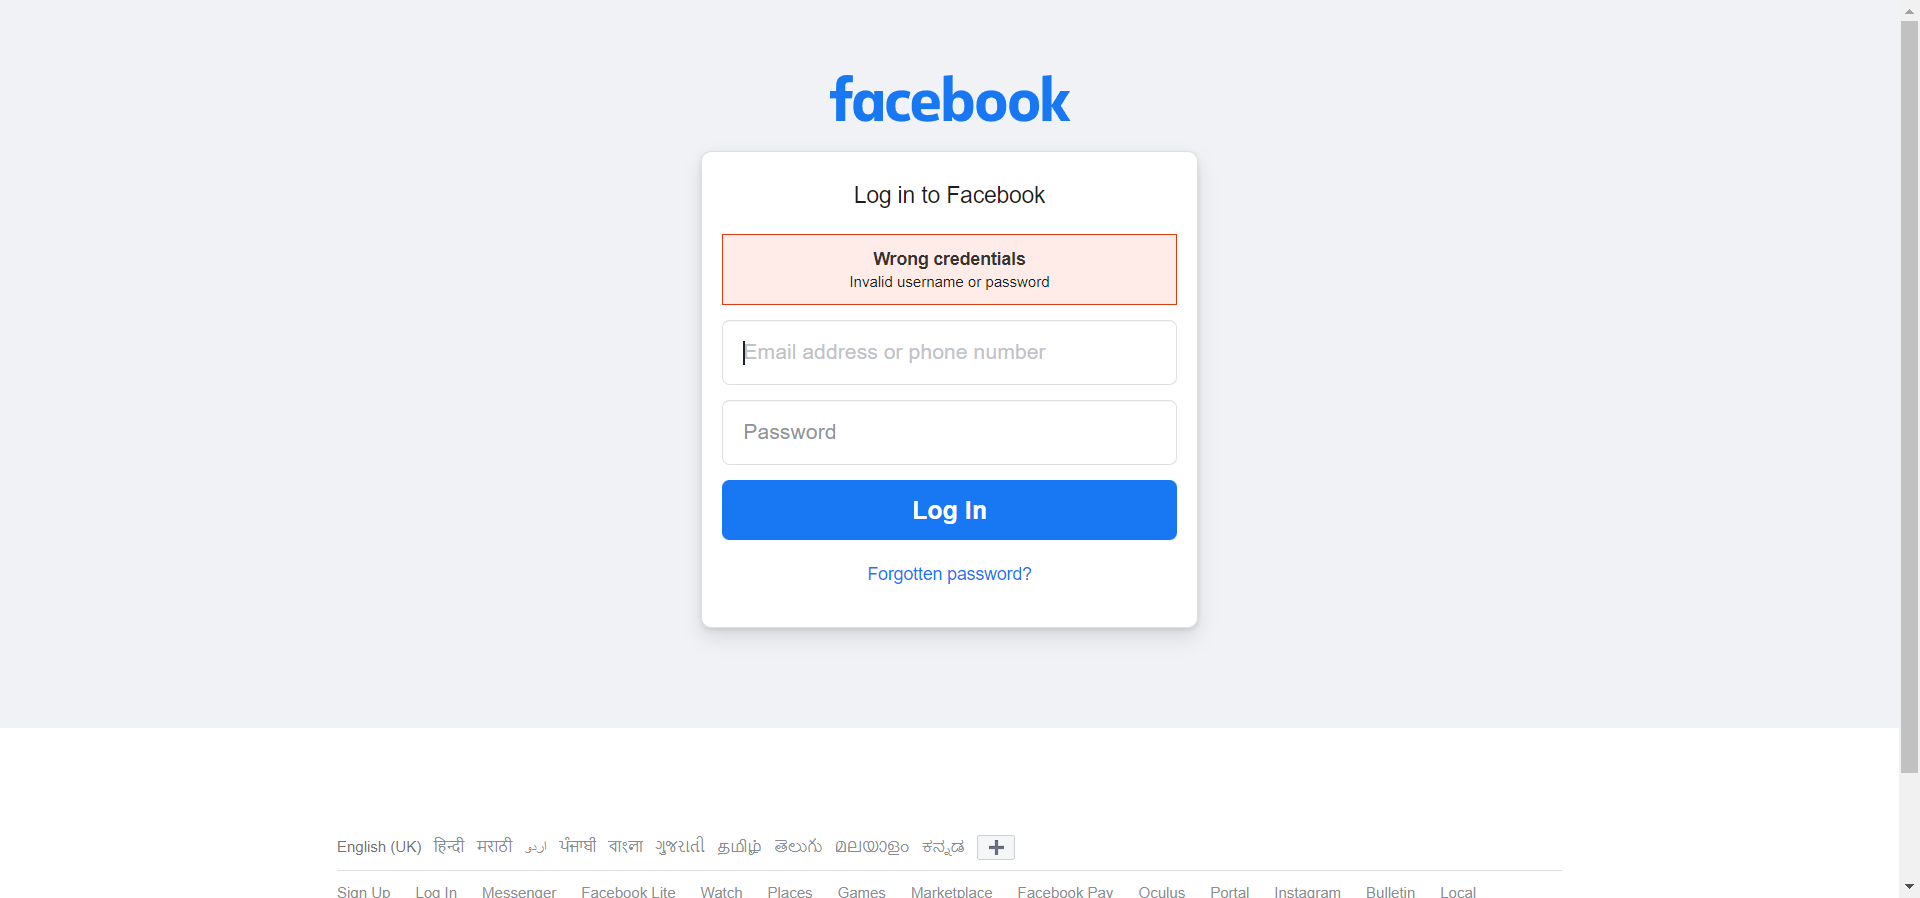 facebook
Log in to Facebook
Wrong credentials
Invalid username or password
Email address or phone number
Password
Log In
Forgotten password?
English (UK) हिन्दी मराठी اردو ਪੰਜਾਬੀ বাংলা ગુજરાતી தமிழ் తెలుగు മലയാളം ಕನ್ನಡ
Sign Up Log In Messenger Facebook Lite Watch Places Games Marketplace Facebook Pay Oculus Portal Instagram Bulletin Local